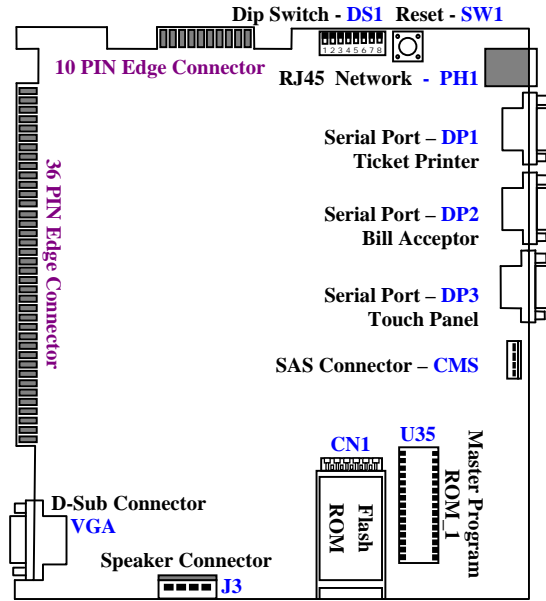 Dip Switch - DS1 Reset - SW1
1 2 3 4 5 6 7 8
10 PIN Edge Connector
RJ45 Network - PH1
36 PIN Edge Connector
Serial Port – DP1
Ticket Printer
Serial Port – DP2
Bill Acceptor
Serial Port – DP3
Touch Panel
SAS Connector – CMS
CN1
U35
Flash
ROM
Master Program
ROM_1
D-Sub Connector
VGA
Speaker Connector
J3